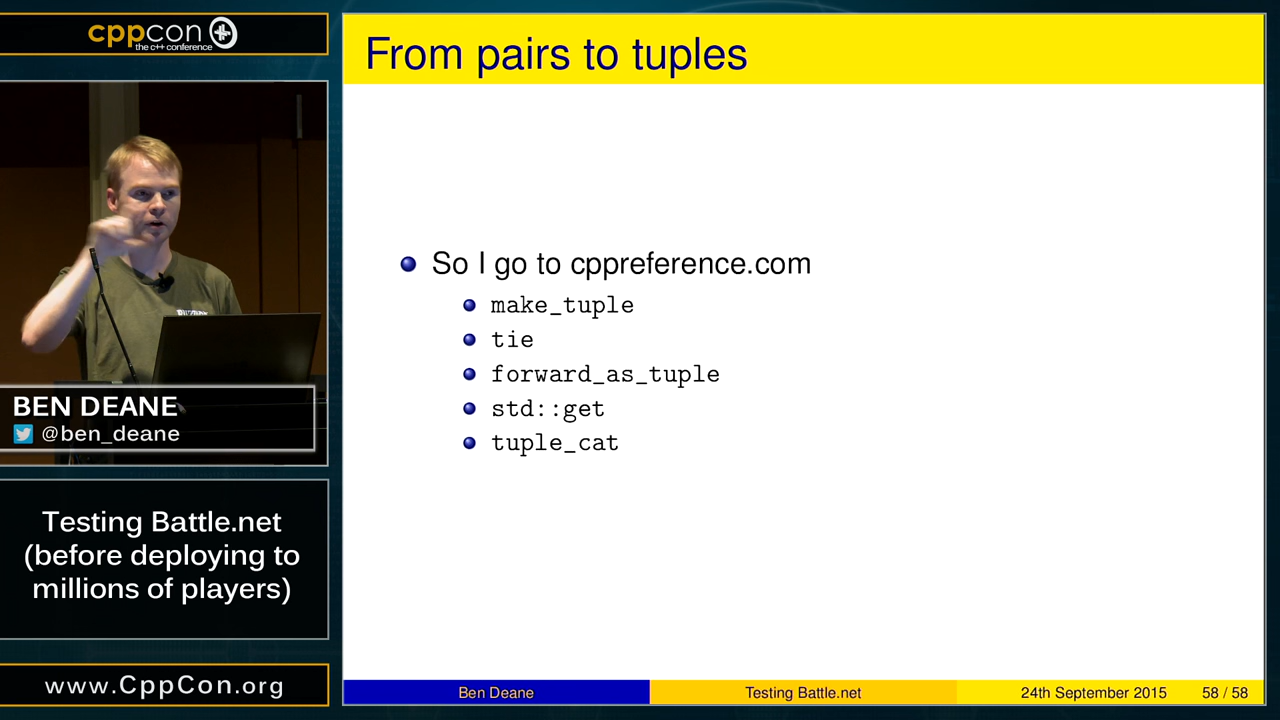 cppcon
the c++ conference
BEN DEANE
@ben_deane
Testing Battle.net
(before deploying to
millions of players)
www.CppCon.org
From pairs to tuples
So I go to cppreference.com
make_tuple
tie
forward_as_tuple
std::get
tuple_cat
Ben Deane Testing Battle.net 24th September 2015 58 / 58